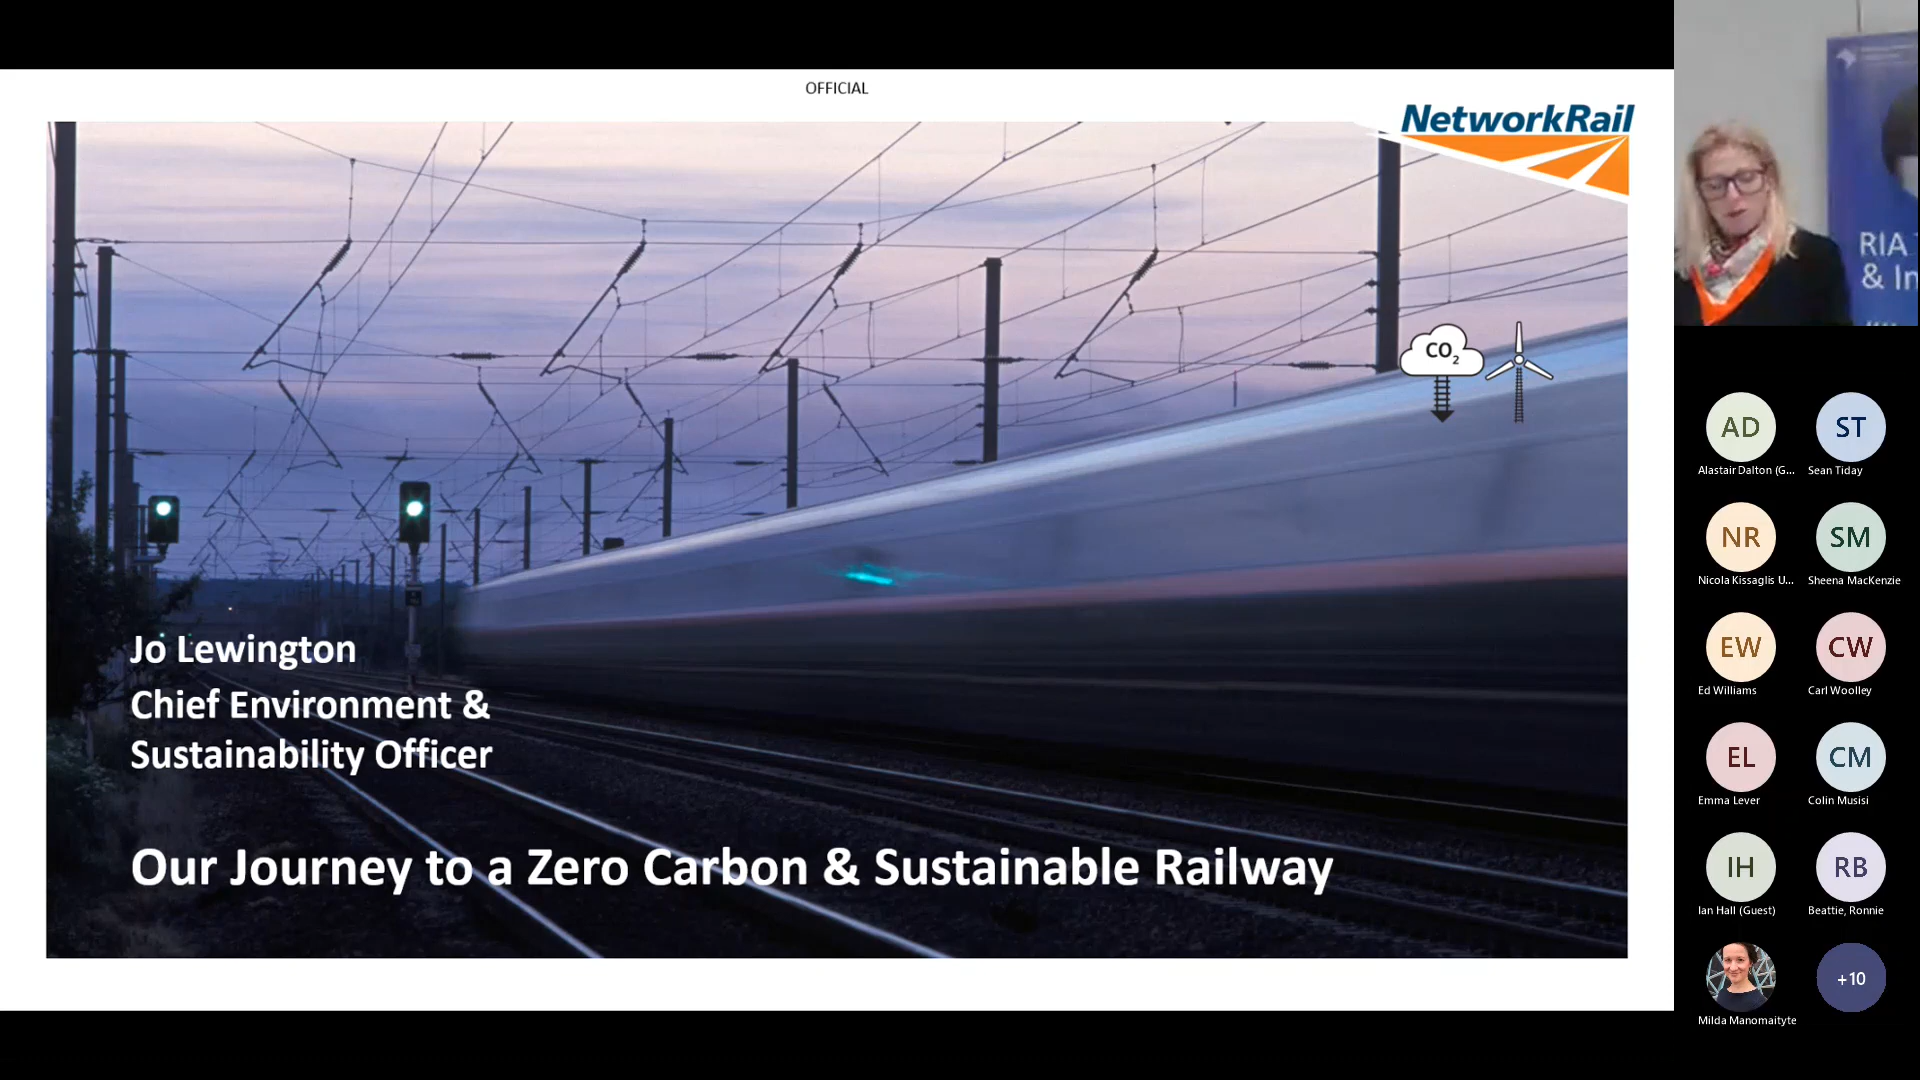 OFFICIAL
NetworkRail
CO2
Jo Lewington
Chief Environment &
Sustainability Officer
Our Journey to a Zero Carbon & Sustainable Railway
RIA
& In
AD
Alastair Dalton (G...
ST
Sean Tiday
NR
Nicola Kissaglis U...
SM
Sheena MacKenzie
EW
Ed Williams
CW
Carl Woolley
EL
Emma Lever
CM
Colin Musisi
IH
Ian Hall (Guest)
RB
Beattie, Ronnie
Milda Manomaityte
+10